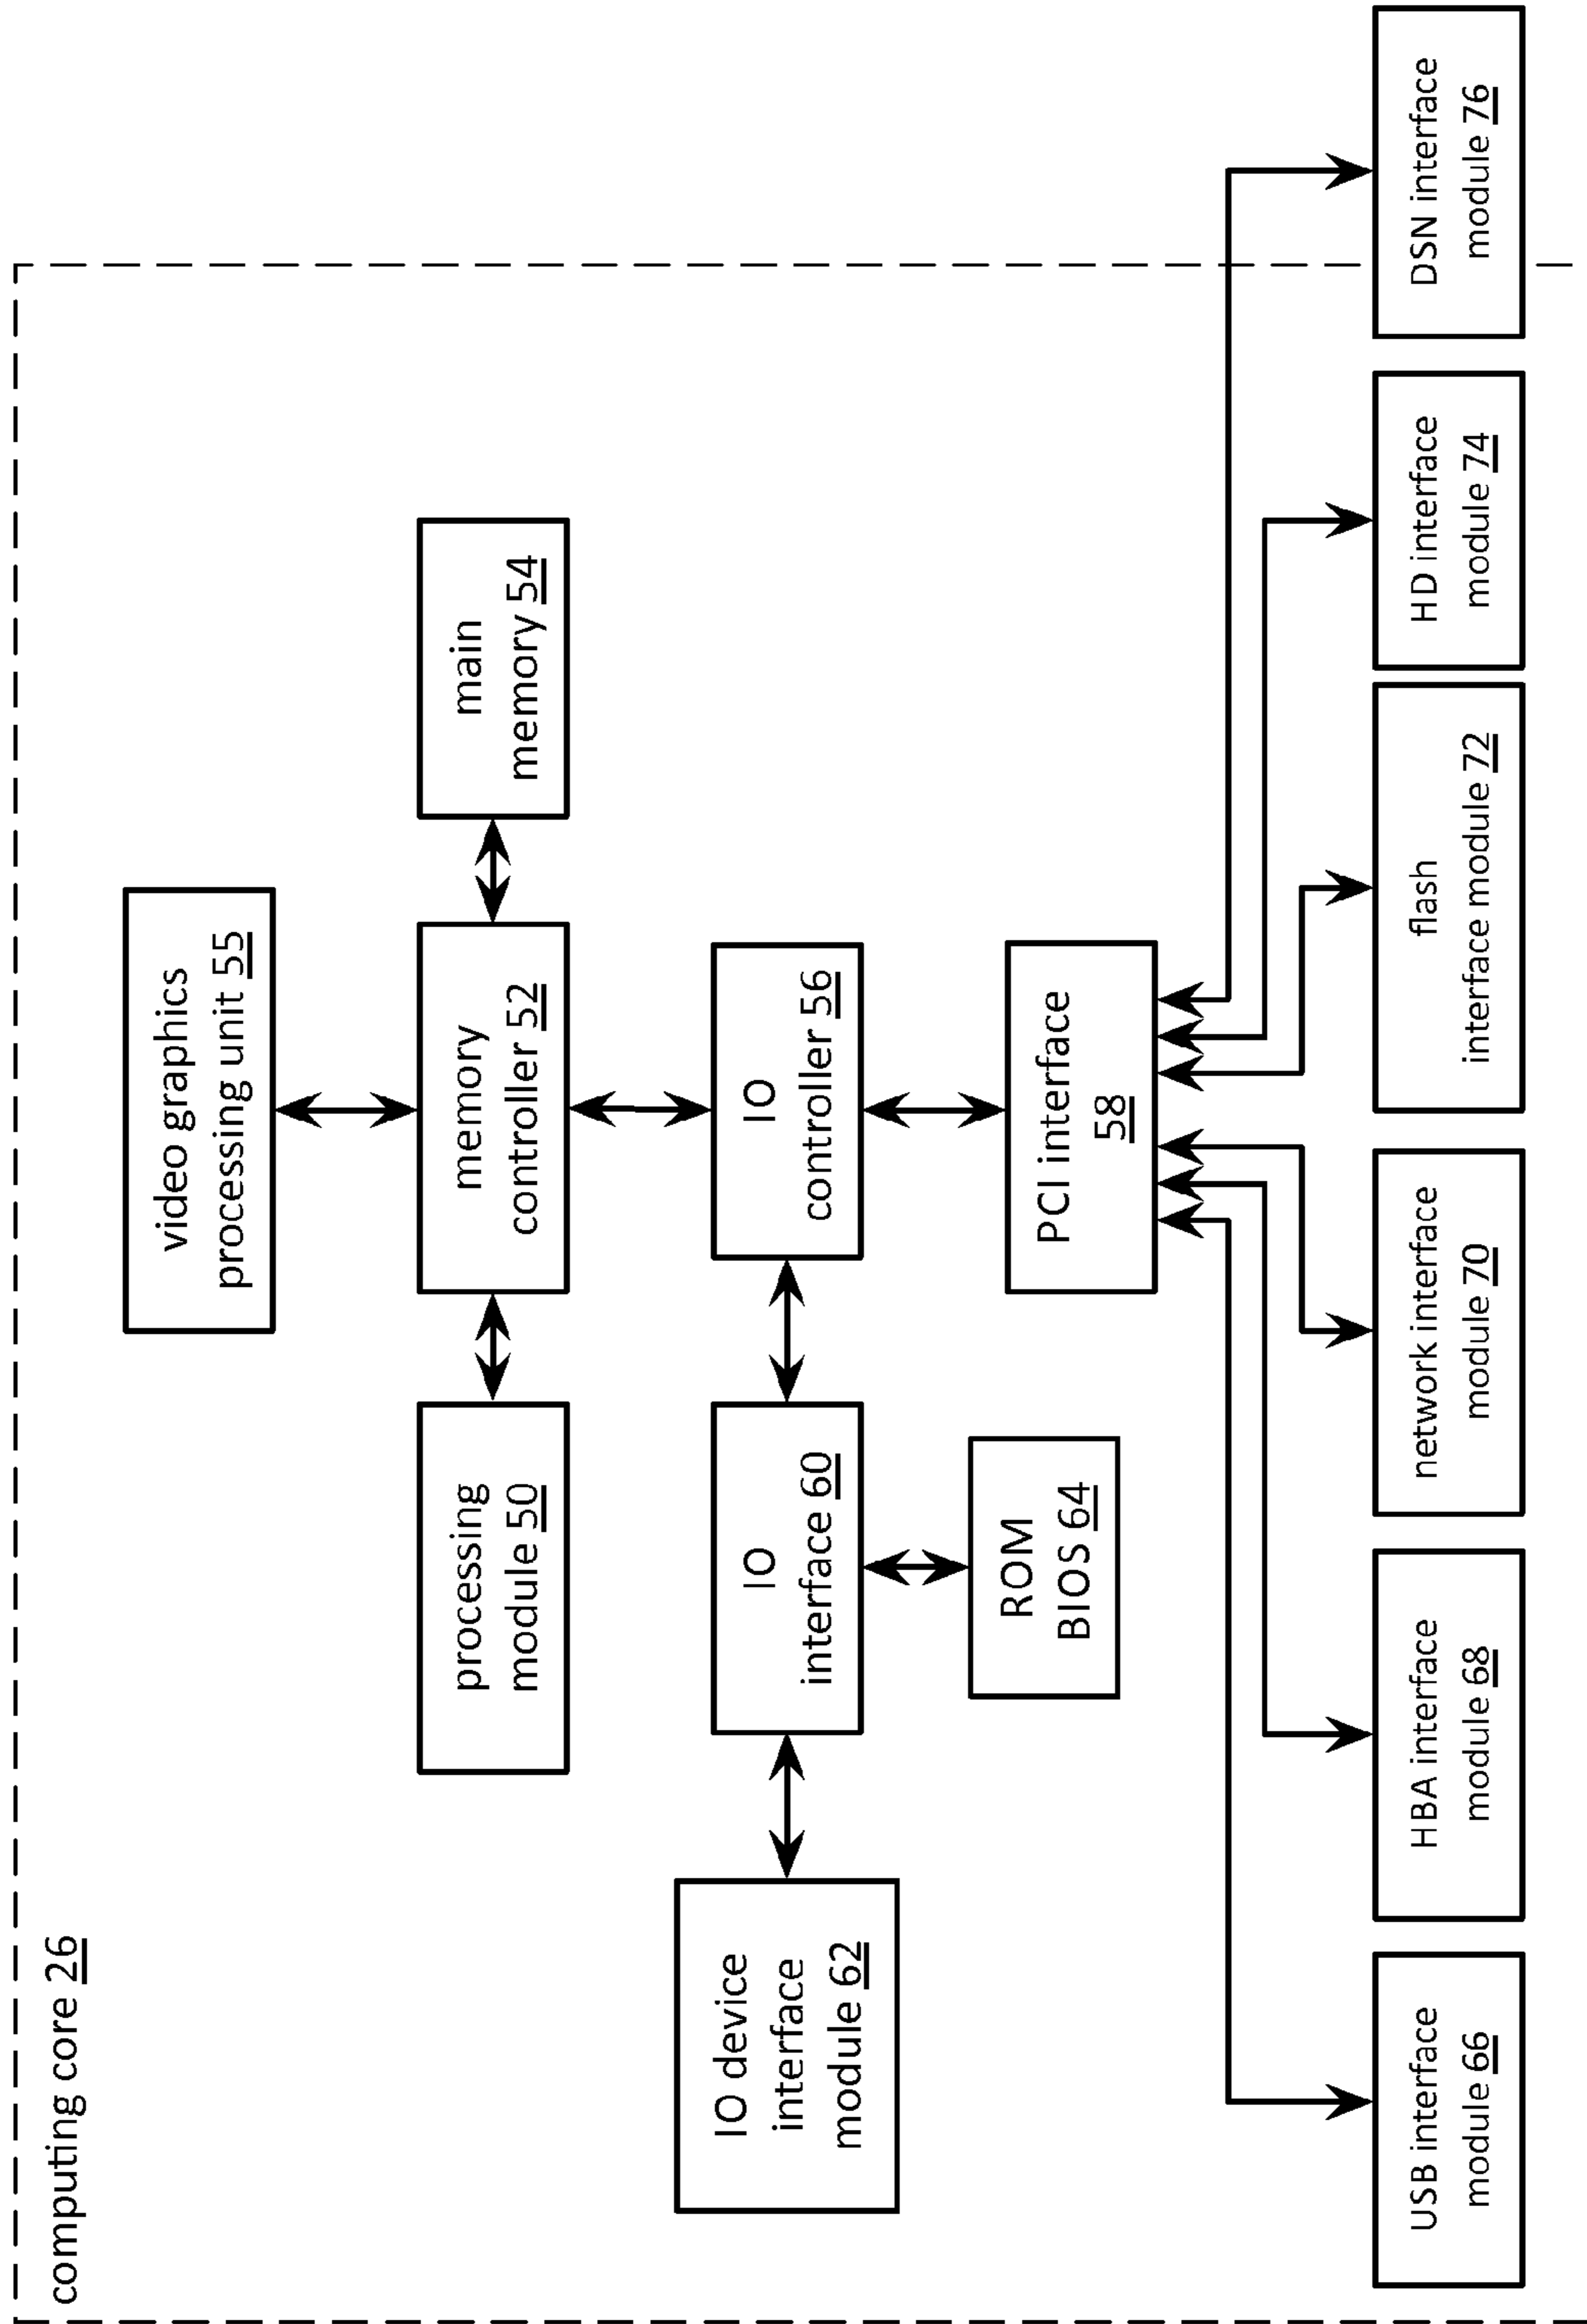 computing core 26
video graphics
processing unit 55
processing
module 50
memory
controller 52
main
memory 54
IO device
interface
module 62
IO
interface 60
IO
controller 56
ROM
BIOS 64
PCI interface
58
USB interface
module 66
HBA interface
module 68
network interface
module 70
flash
interface module 72
HD interface
module 74
DSN interface
module 76